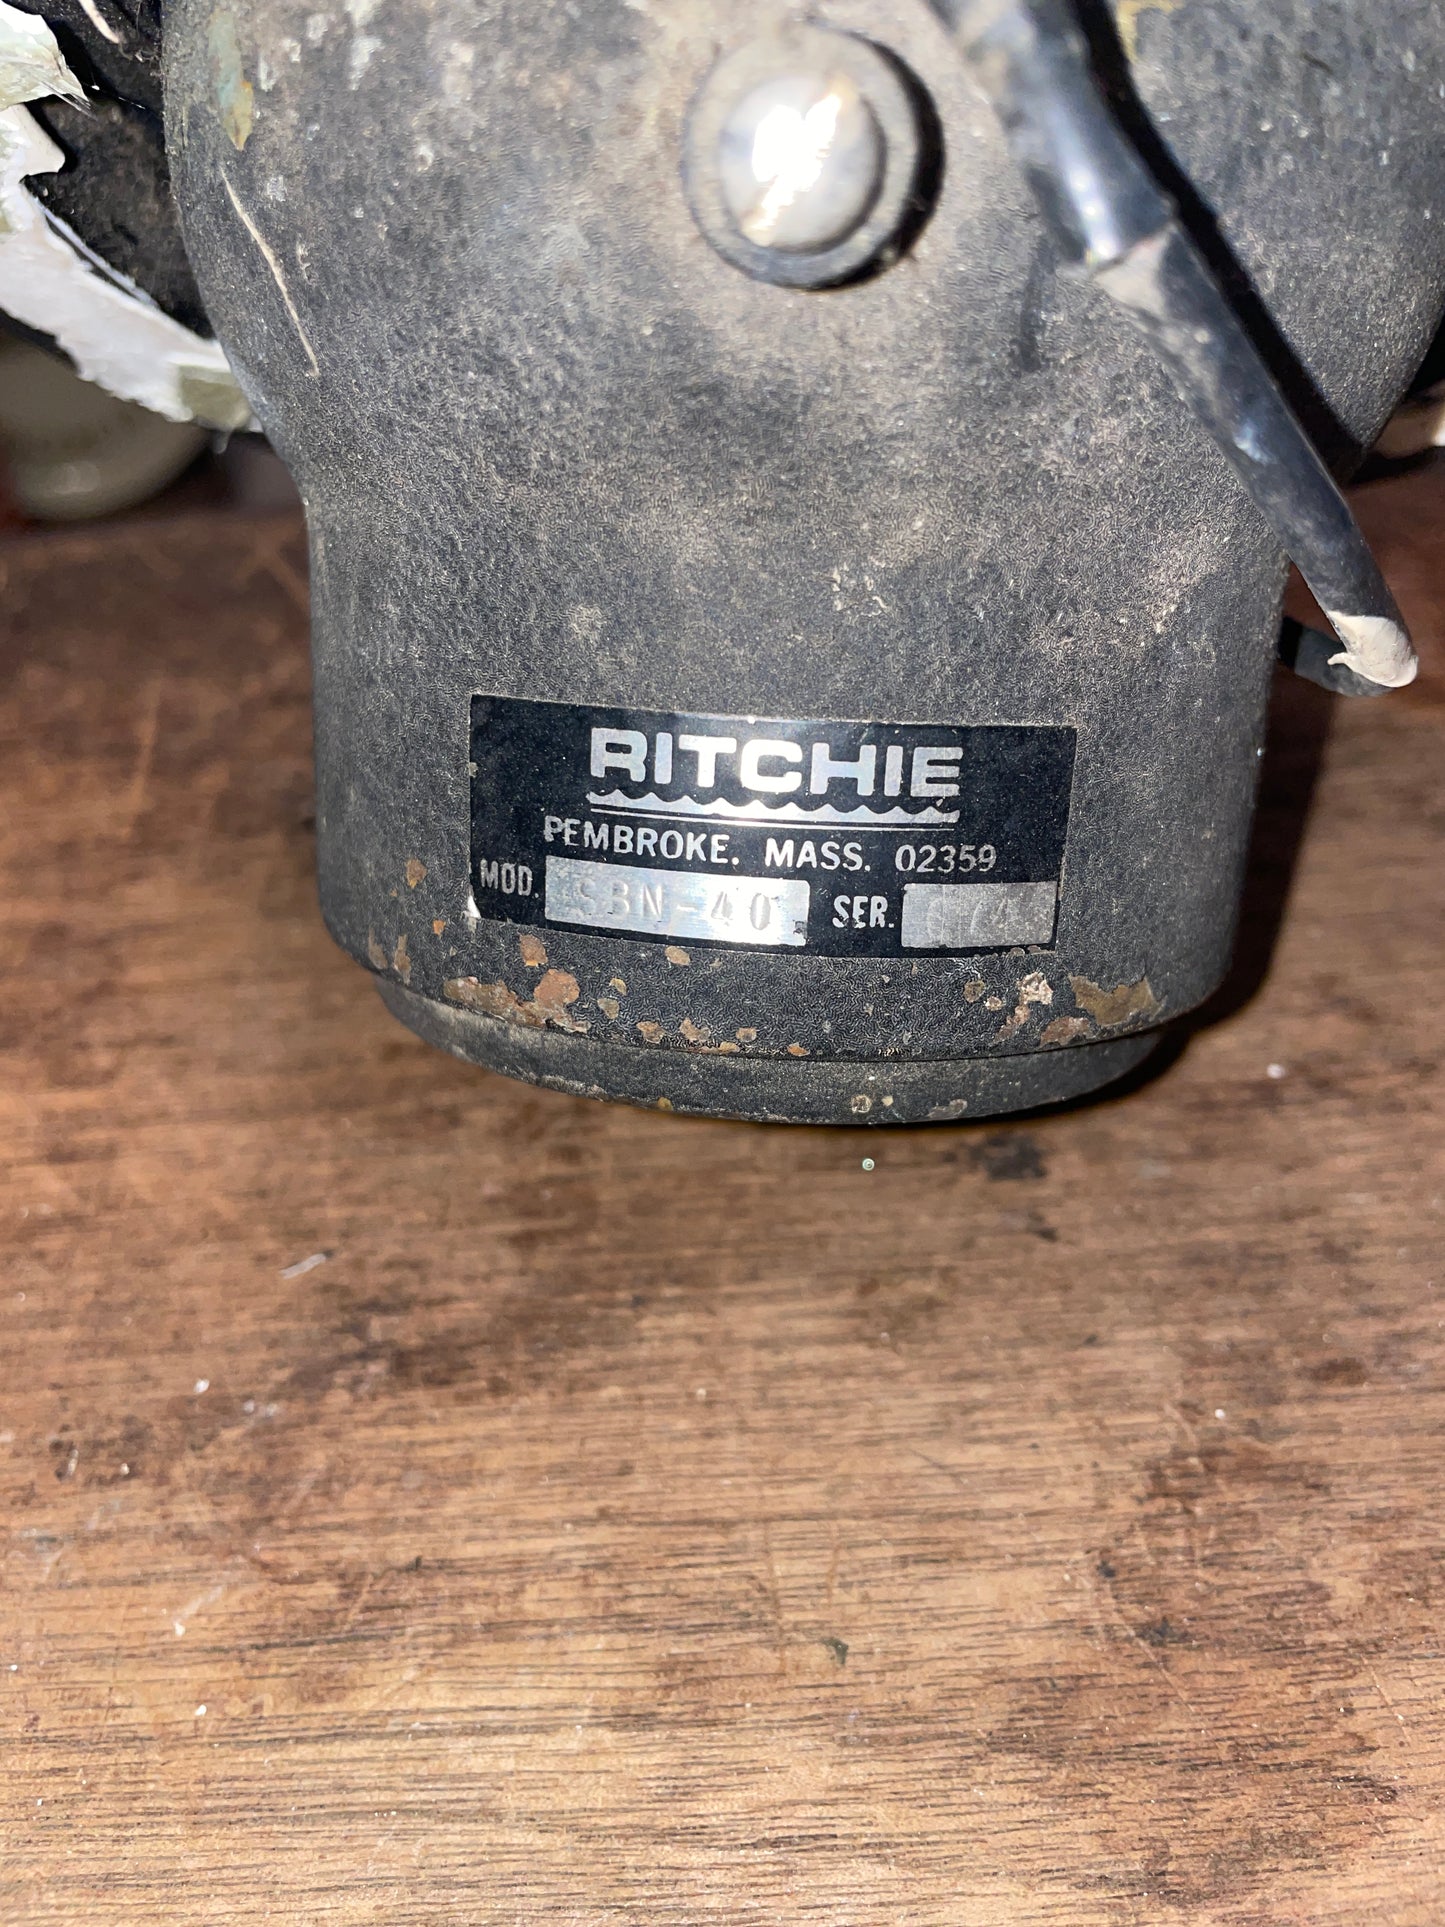 RITCHIE
PEMBROKE. MASS. 02359
MOD. SBN-40 SER.